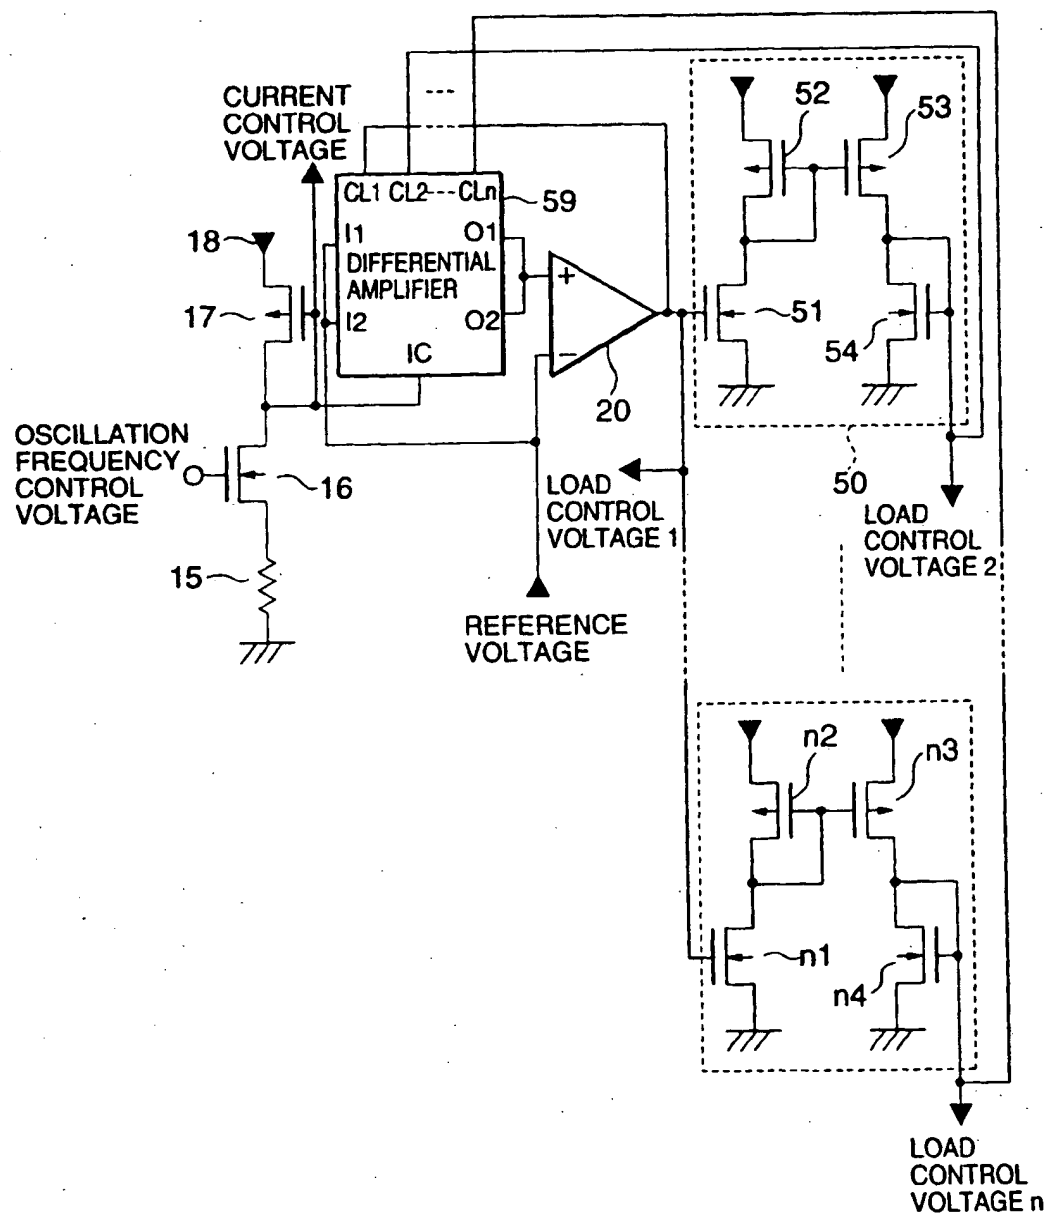 CURRENT
CONTROL
VOLTAGE
CL1 CL2 CLn
59
I1
O1
DIFFERENTIAL
AMPLIFIER
I2
O2
IC
18
17
+
−
20
52
53
51
54
50
OSCILLATION
FREQUENCY
CONTROL
VOLTAGE
16
15
LOAD
CONTROL
VOLTAGE 1
LOAD
CONTROL
VOLTAGE 2
REFERENCE
VOLTAGE
n2
n3
n1
n4
LOAD
CONTROL
VOLTAGE n